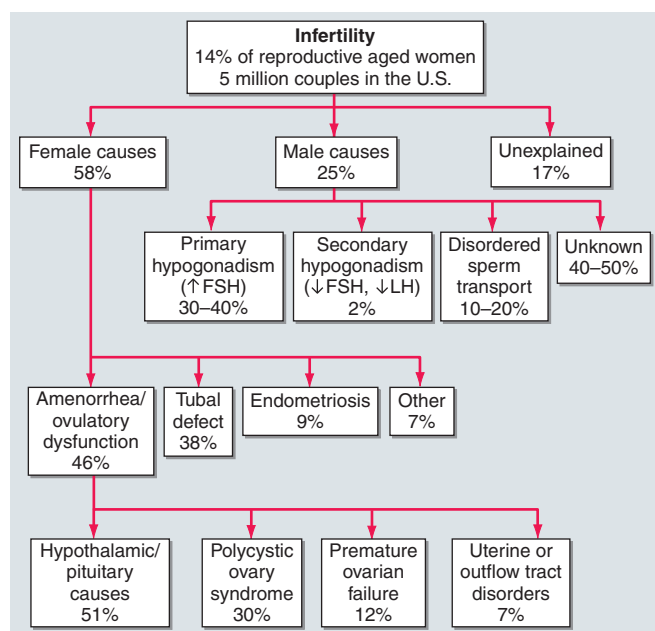 Infertility
14% of reproductive aged women
5 million couples in the U.S.
Female causes
58%
Male causes
25%
Unexplained
17%
Primary
hypogonadism
(↑FSH)
30–40%
Secondary
hypogonadism
(↓FSH, ↓LH)
2%
Disordered
sperm
transport
10–20%
Unknown
40–50%
Amenorrhea/
ovulatory
dysfunction
46%
Tubal
defect
38%
Endometriosis
9%
Other
7%
Hypothalamic/
pituitary
causes
51%
Polycystic
ovary
syndrome
30%
Premature
ovarian
failure
12%
Uterine or
outflow tract
disorders
7%